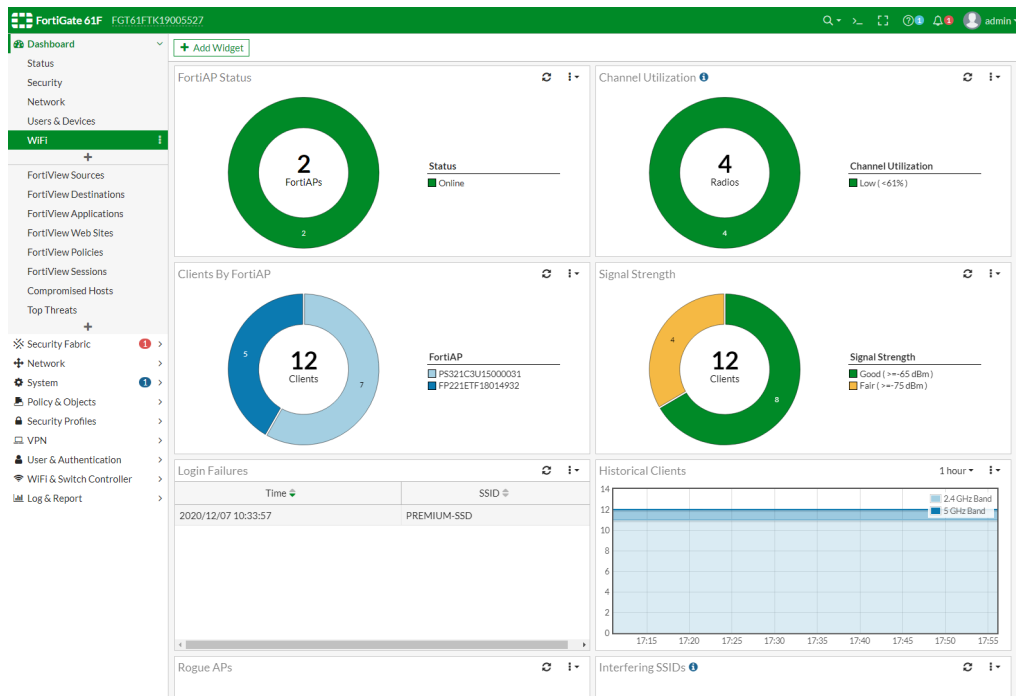 FortiGate 61F FGT61FTK19005527
1 1 admin
Dashboard
Status
Security
Network
Users & Devices
WiFi
FortiView Sources
FortiView Destinations
FortiView Applications
FortiView Web Sites
FortiView Policies
FortiView Sessions
Compromised Hosts
Top Threats
Security Fabric 1
Network
System 1
Policy & Objects
Security Profiles
VPN
User & Authentication
WiFi & Switch Controller
Log & Report
+ Add Widget
FortiAP Status
2
FortiAPs
2
Status
Online
Channel Utilization
4
Radios
4
Channel Utilization
Low (<61%)
Clients By FortiAP
5
12
Clients
7
FortiAP
PS321C3U15000031
FP221ETF18014932
Signal Strength
4
12
Clients
8
Signal Strength
Good (>=-65 dBm)
Fair (>=-75 dBm)
Login Failures
Time SSID
2020/12/07 10:33:57 PREMIUM-SSD
Historical Clients 1 hour
14
12
10
8
6
4
2
0
2.4 GHz Band
5 GHz Band
17:15 17:20 17:25 17:30 17:35 17:40 17:45 17:50 17:55
Rogue APs
Interfering SSIDs